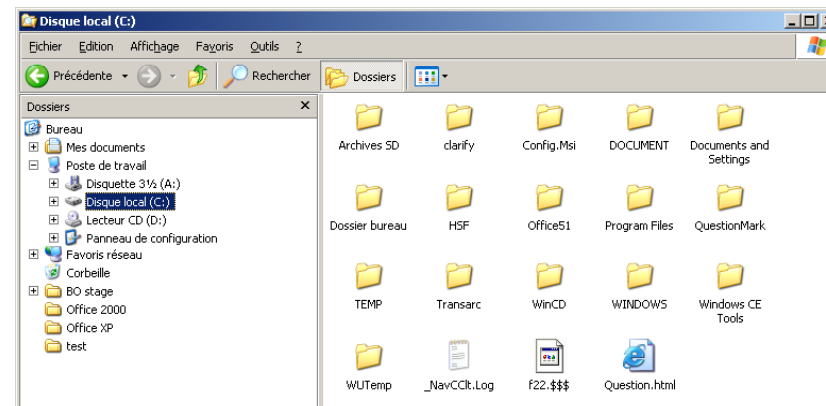 Disque local (C:)
Fichier Edition Affichage Favoris Outils ?
Précédente Rechercher Dossiers
Dossiers
Bureau
Mes documents
Poste de travail
Disquette 3½ (A:)
Disque local (C:)
Lecteur CD (D:)
Panneau de configuration
Favoris réseau
Corbeille
BO stage
Office 2000
Office XP
test
Archives SD clarify Config.Msi DOCUMENT Documents and
Settings
Dossier bureau HSF Office51 Program Files QuestionMark
TEMP Transarc WinCD WINDOWS Windows CE
Tools
WUTemp _NavCClt.Log f22.$$$ Question.html